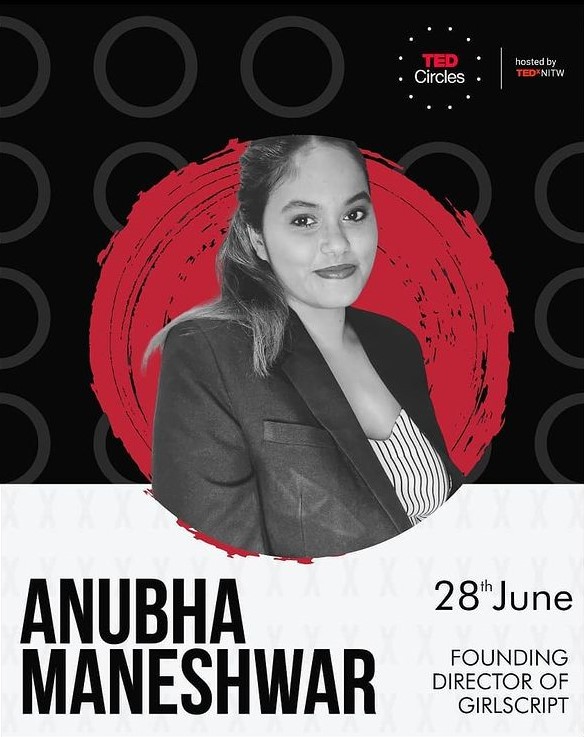 TED
Circles
hosted by
TEDxNITW
ANUBHA
MANESHWAR
28th June
FOUNDING
DIRECTOR OF
GIRLSCRIPT